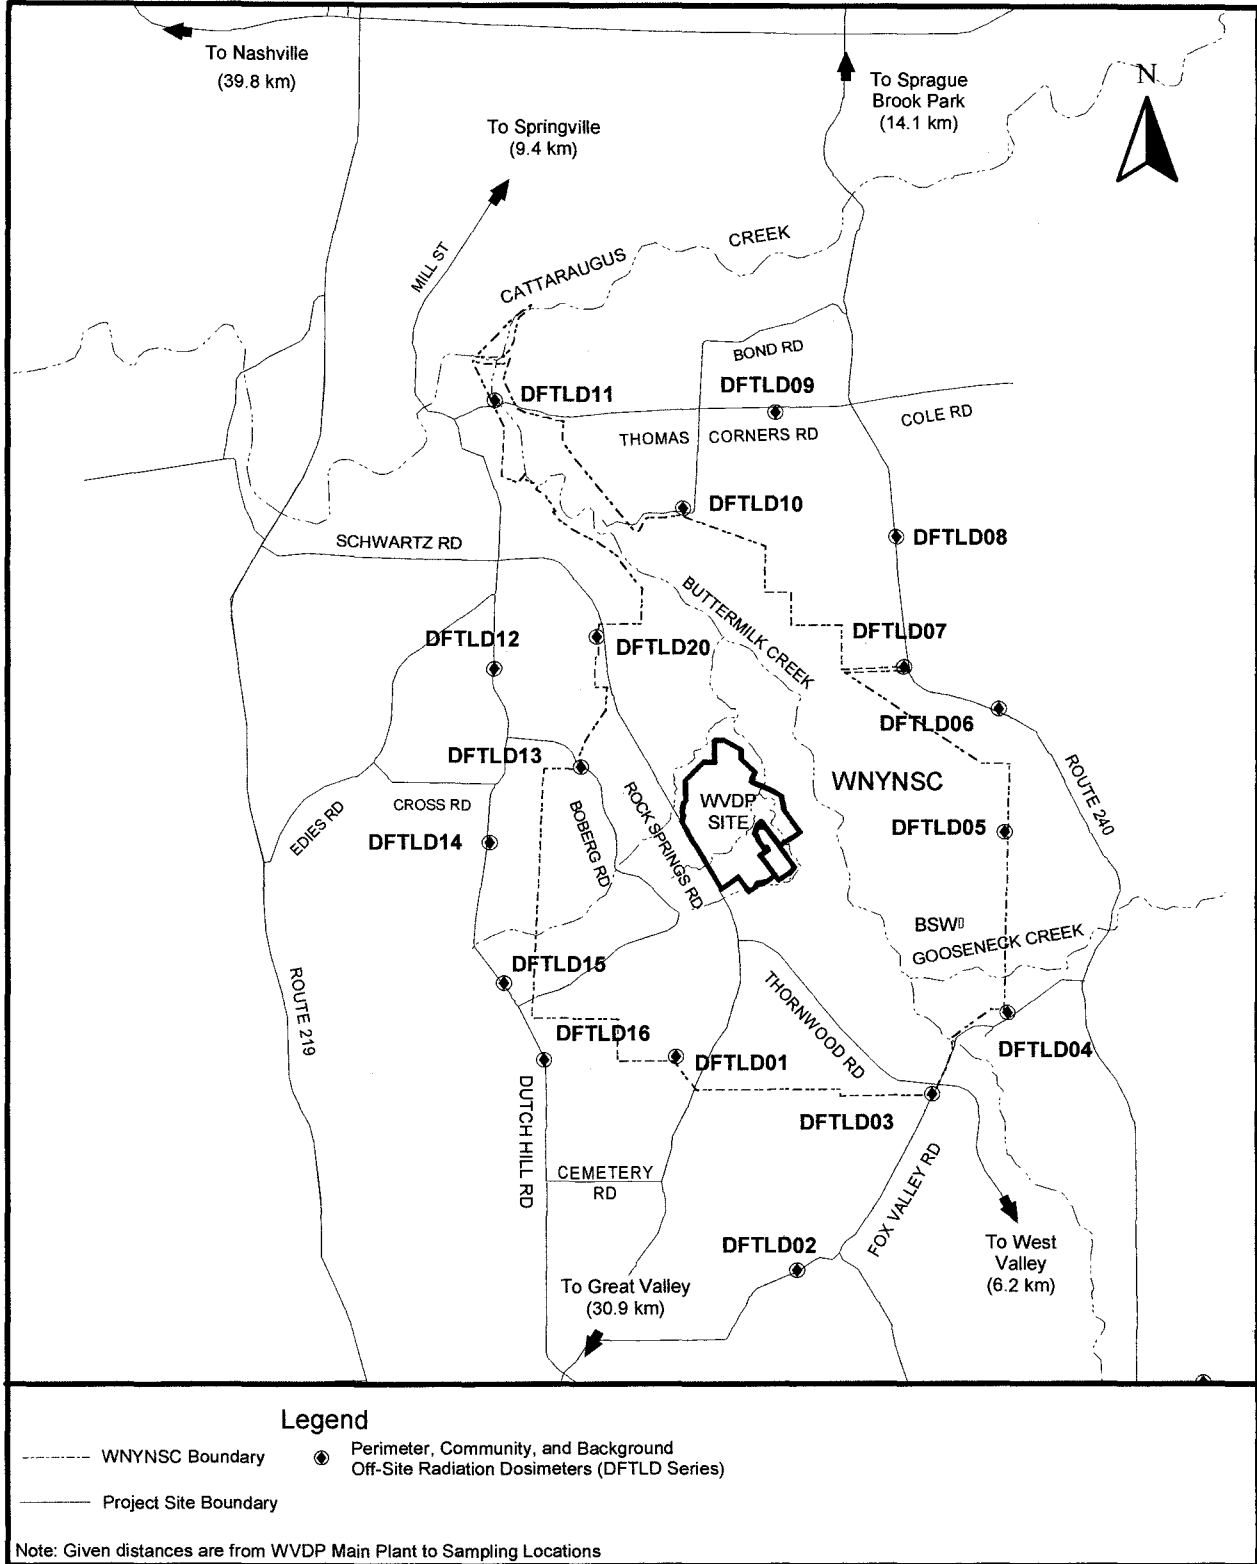 To Nashville
(39.8 km)
To Sprague
Brook Park
(14.1 km)
N
To Springville
(9.4 km)
MILL ST
CATTARAUGUS CREEK
BOND RD
DFTLD09
DFTLD11
COLE RD
THOMAS CORNERS RD
DFTLD10
DFTLD08
SCHWARTZ RD
BUTTERMILK CREEK
DFTLD07
DFTLD12
DFTLD20
DFTLD06
DFTLD13
ROUTE 240
WNYNSC
WVDP
SITE
ROCK SPRINGS RD
CROSS RD
EDIES RD
BOBERG RD
DFTLD05
DFTLD14
BSW
GOOSENECK CREEK
DFTLD15
ROUTE 219
THORNWOOD RD
DFTLD16
DFTLD01
DFTLD04
DUTCH HILL RD
DFTLD03
CEMETERY
RD
FOX VALLEY RD
DFTLD02
To West
Valley
(6.2 km)
To Great Valley
(30.9 km)
Legend
WNYNSC Boundary
Perimeter, Community, and Background
Off-Site Radiation Dosimeters (DFTLD Series)
Project Site Boundary
Note: Given distances are from WVDP Main Plant to Sampling Locations